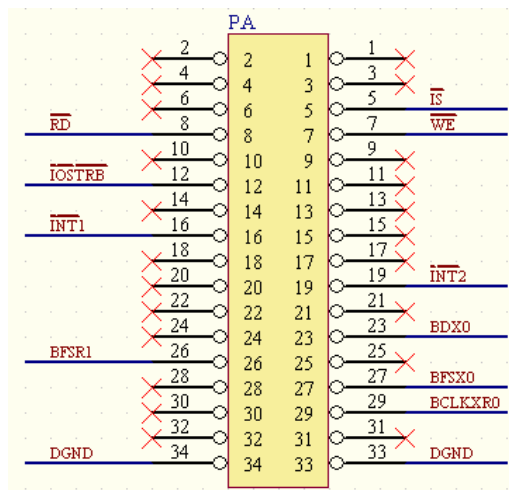 PA
2 2 1 1
4 4 3 3
6 6 5 5 IS
RD 8 8 7 7 WE
10 10 9 9
IOSTRB 12 12 11 11
14 14 13 13
INT1 16 16 15 15
18 18 17 17
20 20 19 19 INT2
22 22 21 21
24 24 23 23 BDX0
BFSR1 26 26 25 25
28 28 27 27 BFSX0
30 30 29 29 BCLKXR0
32 32 31 31
DGND 34 34 33 33 DGND